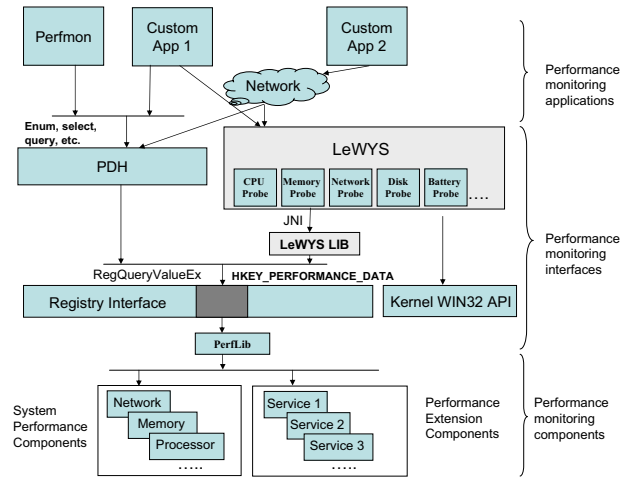 Perfmon
Custom
App 1
Custom
App 2
Network
Performance
monitoring
applications
Enum, select,
query, etc.
PDH
LeWYS
CPU
Probe
Memory
Probe
Network
Probe
Disk
Probe
Battery
Probe
....
JNI
LeWYS LIB
Performance
monitoring
interfaces
RegQueryValueEx
HKEY_PERFORMANCE_DATA
Registry Interface
Kernel WIN32 API
PerfLib
System
Performance
Components
Network
Memory
Processor
.....
Service 1
Service 2
Service 3
.....
Performance
Extension
Components
Performance
monitoring
components